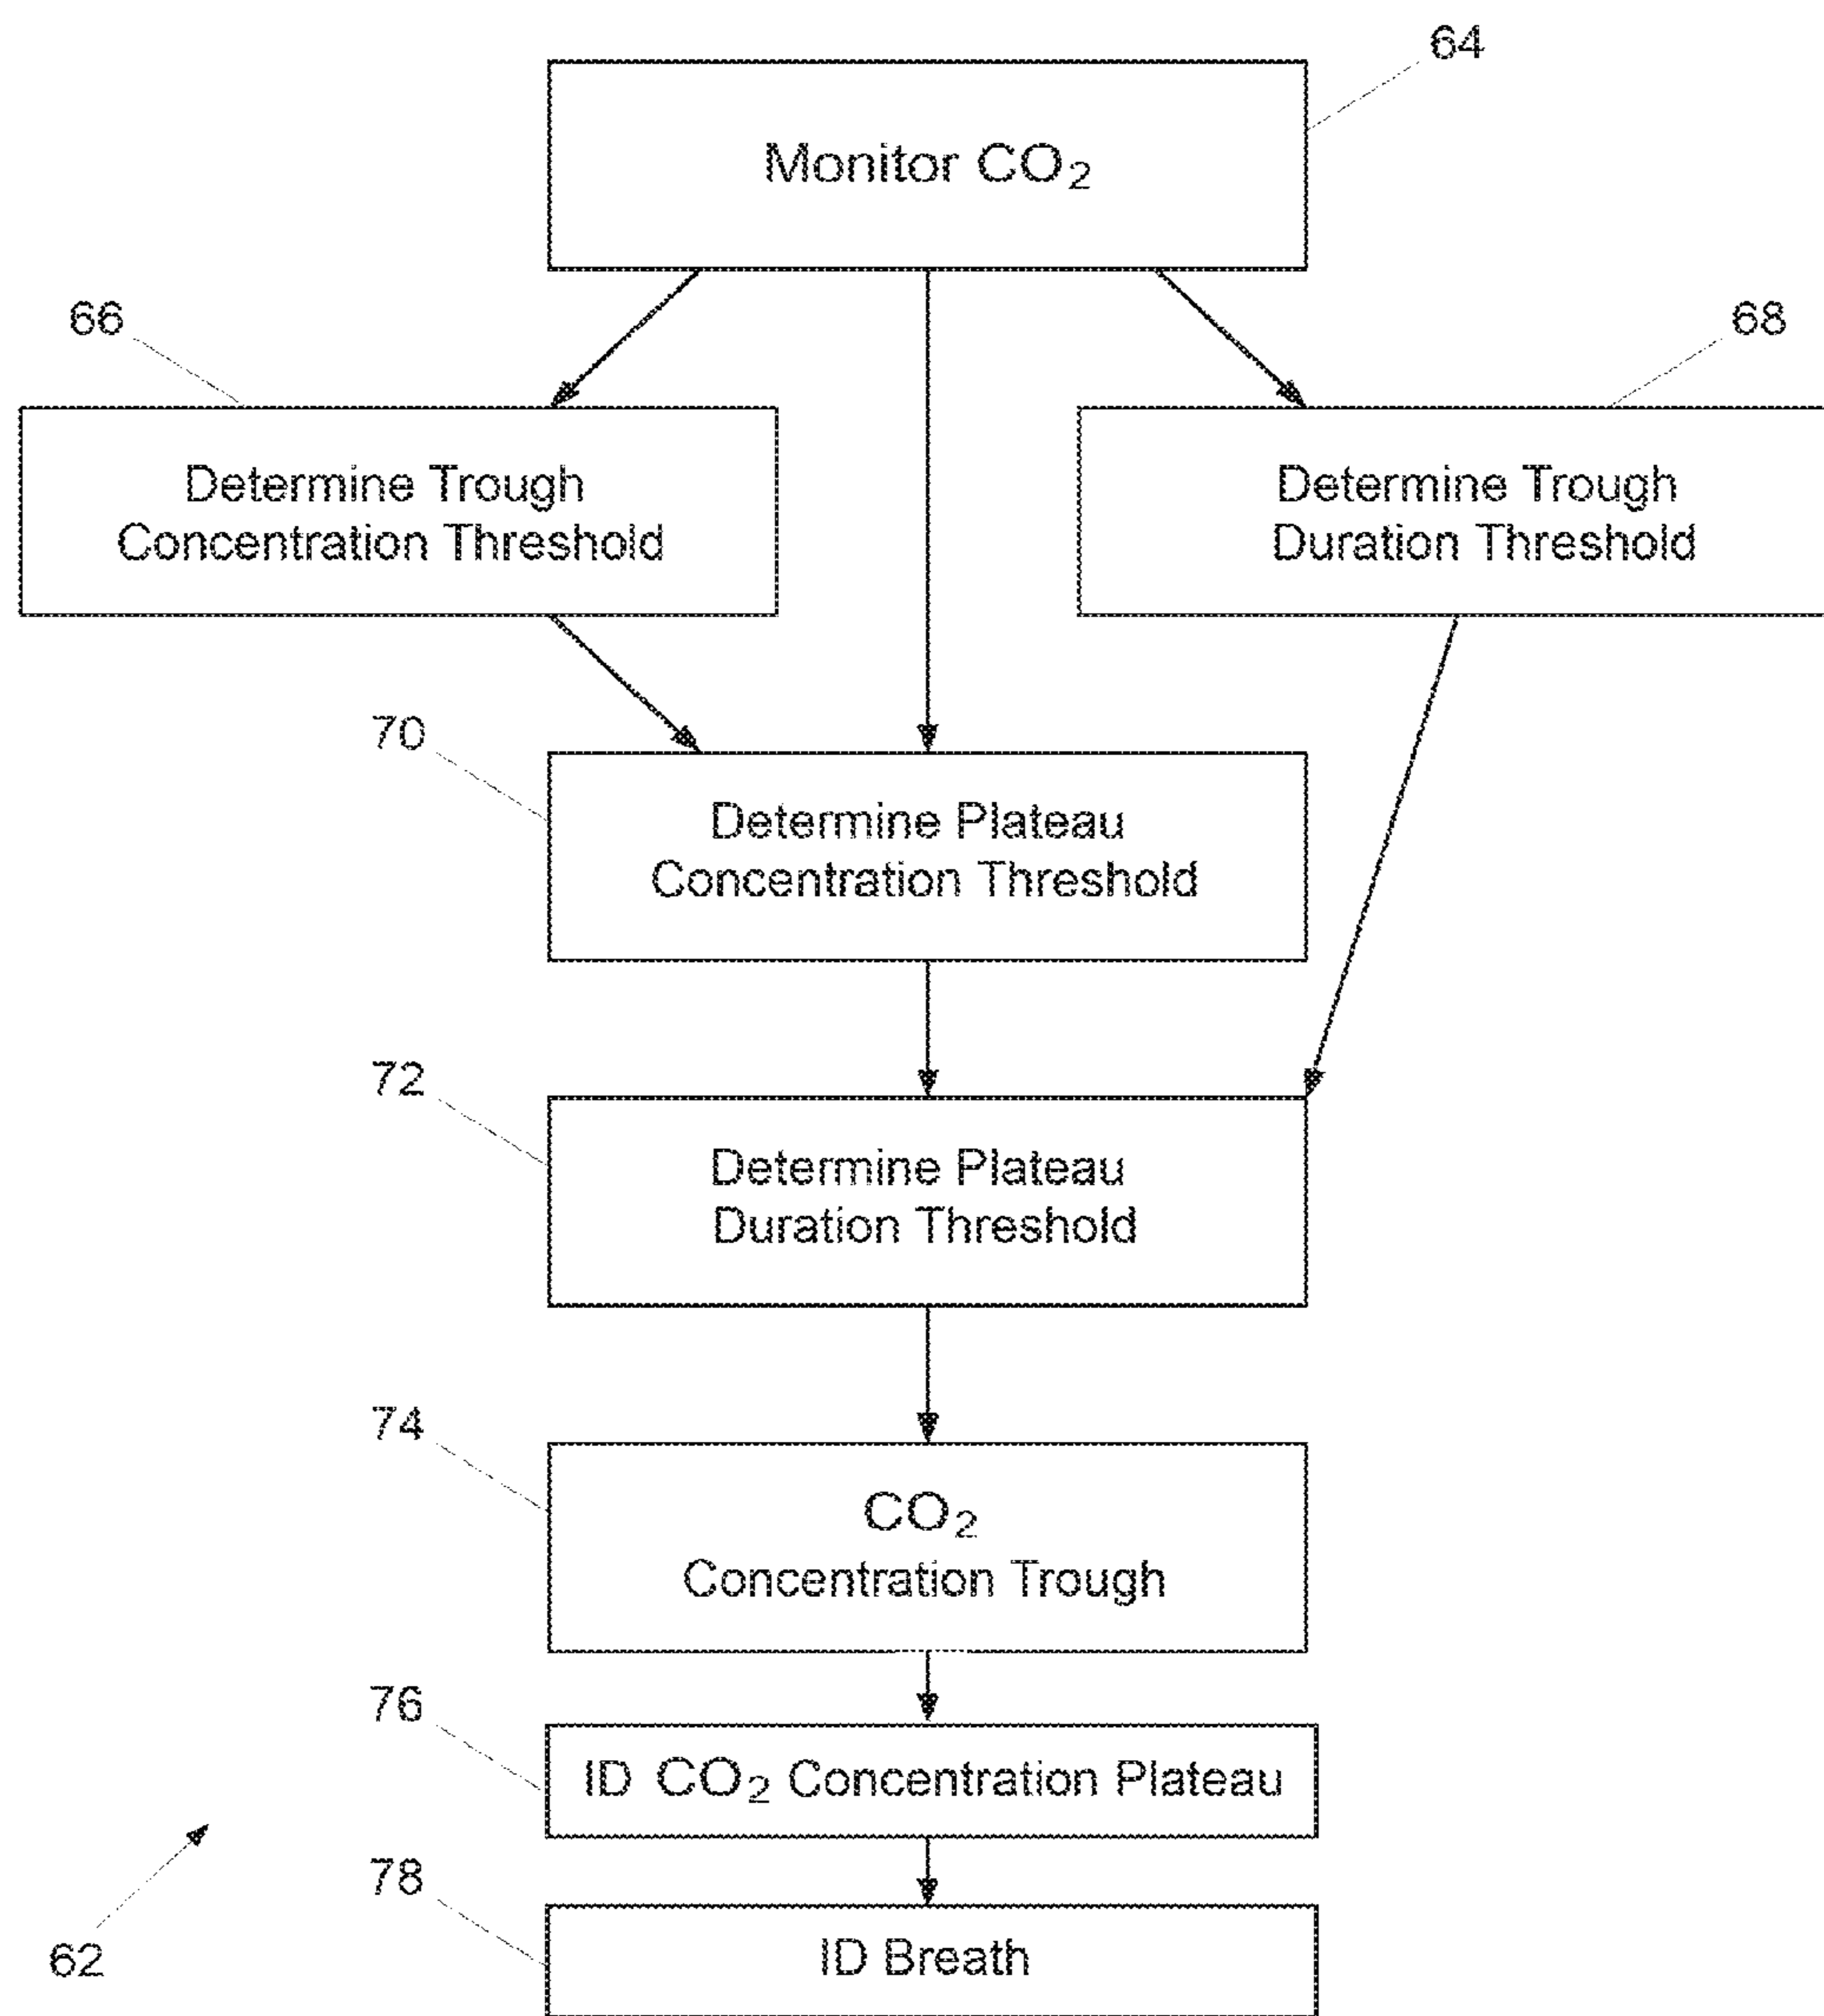 64
Monitor CO₂
66
68
Determine Trough
Concentration Threshold
Determine Trough
Duration Threshold
70
Determine Plateau
Concentration Threshold
72
Determine Plateau
Duration Threshold
74
CO₂
Concentration Trough
76
ID CO₂ Concentration Plateau
78
ID Breath
62